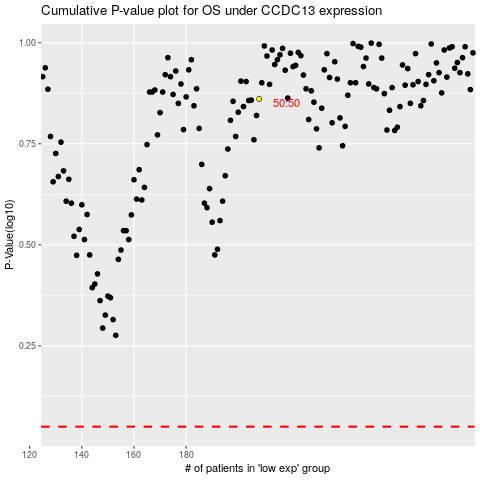 Cumulative P-value plot for OS under CCDC13 expression
P-Value(log10)
1.00
0.75
0.50
0.25
50:50
120 140 160 180
# of patients in 'low exp' group